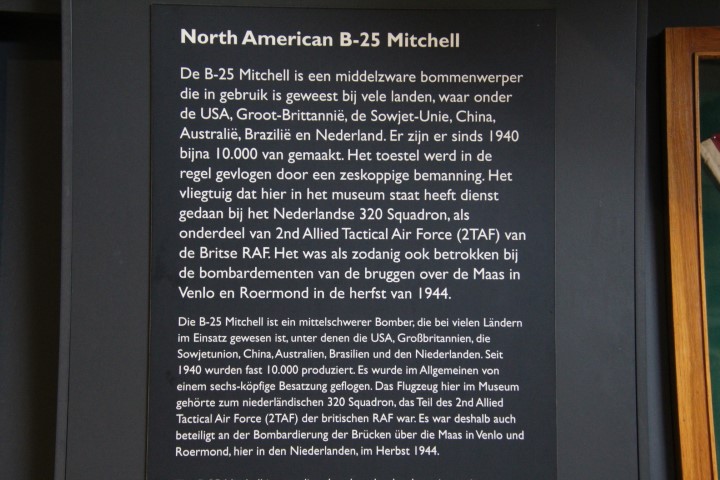 North American B-25 Mitchell
De B-25 Mitchell is een middelzware bommenwerper
die in gebruik is geweest bij vele landen, waar onder
de USA, Groot-Brittannië, de Sowjet-Unie, China,
Australië, Brazilië en Nederland. Er zijn er sinds 1940
bijna 10.000 van gemaakt. Het toestel werd in de
regel gevlogen door een zeskoppige bemanning. Het
vliegtuig dat hier in het museum staat heeft dienst
gedaan bij het Nederlandse 320 Squadron, als
onderdeel van 2nd Allied Tactical Air Force (2TAF) van
de Britse RAF. Het was als zodanig ook betrokken bij
de bombardementen van de bruggen over de Maas in
Venlo en Roermond in de herfst van 1944.
Die B-25 Mitchell ist ein mittelschwerer Bomber, die bei vielen Ländern
im Einsatz gewesen ist, unter denen die USA, Großbritannien, die
Sowjetunion, China, Australien, Brasilien und den Niederlanden. Seit
1940 wurden fast 10.000 produziert. Es wurde im Allgemeinen von
einem sechs-köpfige Besatzung geflogen. Das Flugzeug hier im Museum
gehörte zum niederländischen 320 Squadron, das Teil des 2nd Allied
Tactical Air Force (2TAF) der britischen RAF war. Es war deshalb auch
beteiligt an der Bombardierung der Brücken über die Maas in Venlo und
Roermond, hier in den Niederlanden, im Herbst 1944.